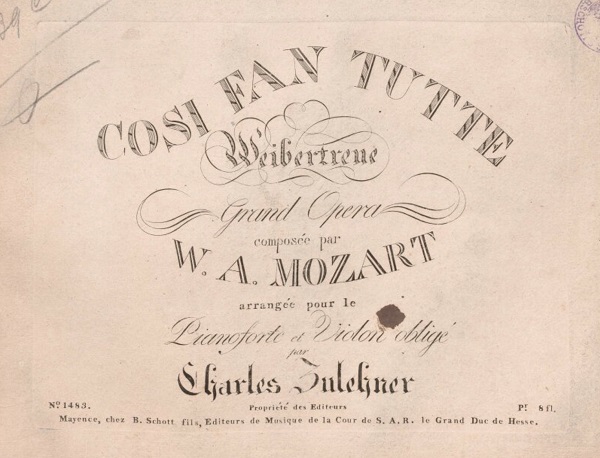 COSI FAN TUTTE
Weibertreue
Grand Opera
composée par
W. A. MOZART
arrangée pour le
Pianoforte et Violon obligé
par
Charles Zulehner
Propriété des Editeurs
No. 1483.
Pr. 8 fl.
Mayence, chez B. Schott fils, Editeurs de Musique de la Cour de S. A. R. le Grand Duc de Hesse.